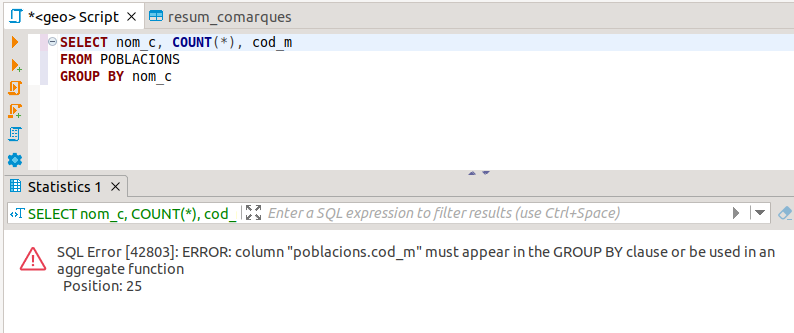 *<geo> Script
resum_comarques
SELECT nom_c, COUNT(*), cod_m
FROM POBLACIONS
GROUP BY nom_c
Statistics 1
SELECT nom_c, COUNT(*), cod_
Enter a SQL expression to filter results (use Ctrl+Space)
SQL Error [42803]: ERROR: column "poblacions.cod_m" must appear in the GROUP BY clause or be used in an
aggregate function
Position: 25